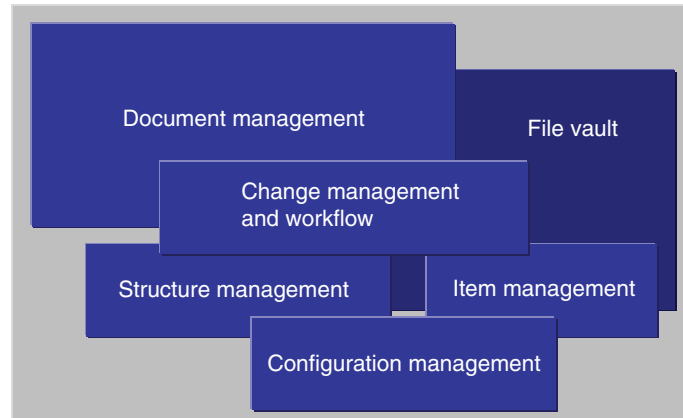 Document management
File vault
Change management
and workflow
Structure management
Item management
Configuration management